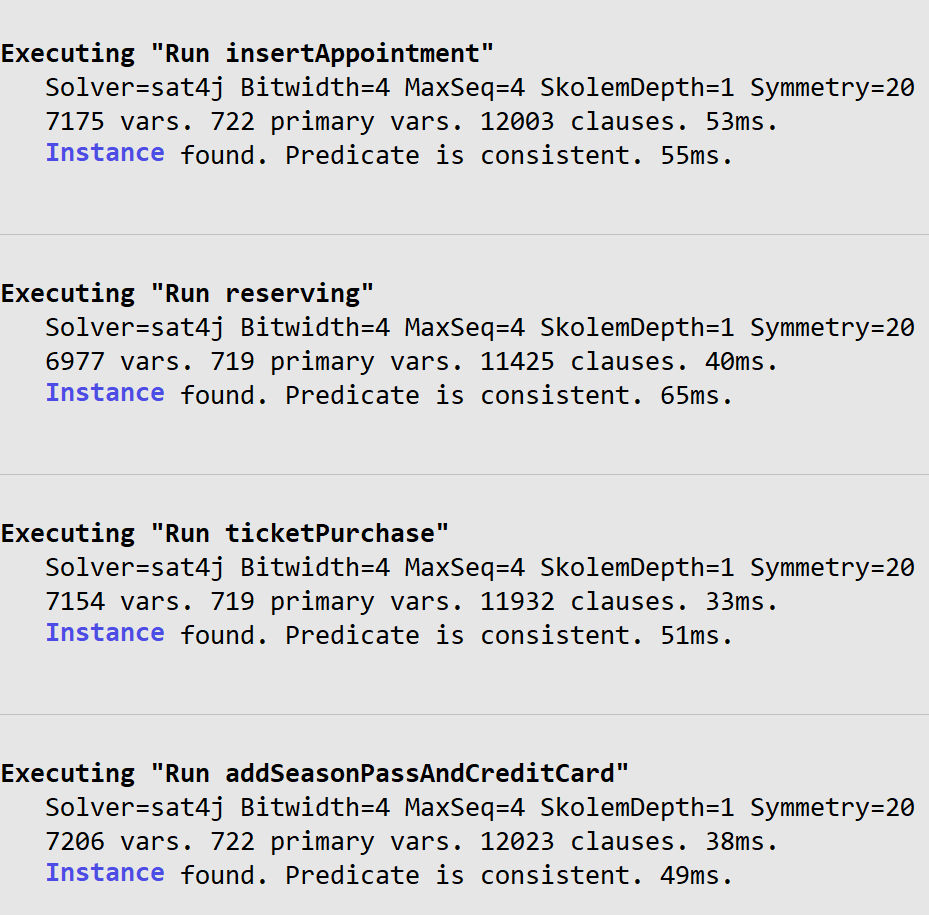 Executing "Run insertAppointment"
Solver=sat4j Bitwidth=4 MaxSeq=4 SkolemDepth=1 Symmetry=20
7175 vars. 722 primary vars. 12003 clauses. 53ms.
Instance found. Predicate is consistent. 55ms.
Executing "Run reserving"
Solver=sat4j Bitwidth=4 MaxSeq=4 SkolemDepth=1 Symmetry=20
6977 vars. 719 primary vars. 11425 clauses. 40ms.
Instance found. Predicate is consistent. 65ms.
Executing "Run ticketPurchase"
Solver=sat4j Bitwidth=4 MaxSeq=4 SkolemDepth=1 Symmetry=20
7154 vars. 719 primary vars. 11932 clauses. 33ms.
Instance found. Predicate is consistent. 51ms.
Executing "Run addSeasonPassAndCreditCard"
Solver=sat4j Bitwidth=4 MaxSeq=4 SkolemDepth=1 Symmetry=20
7206 vars. 722 primary vars. 12023 clauses. 38ms.
Instance found. Predicate is consistent. 49ms.